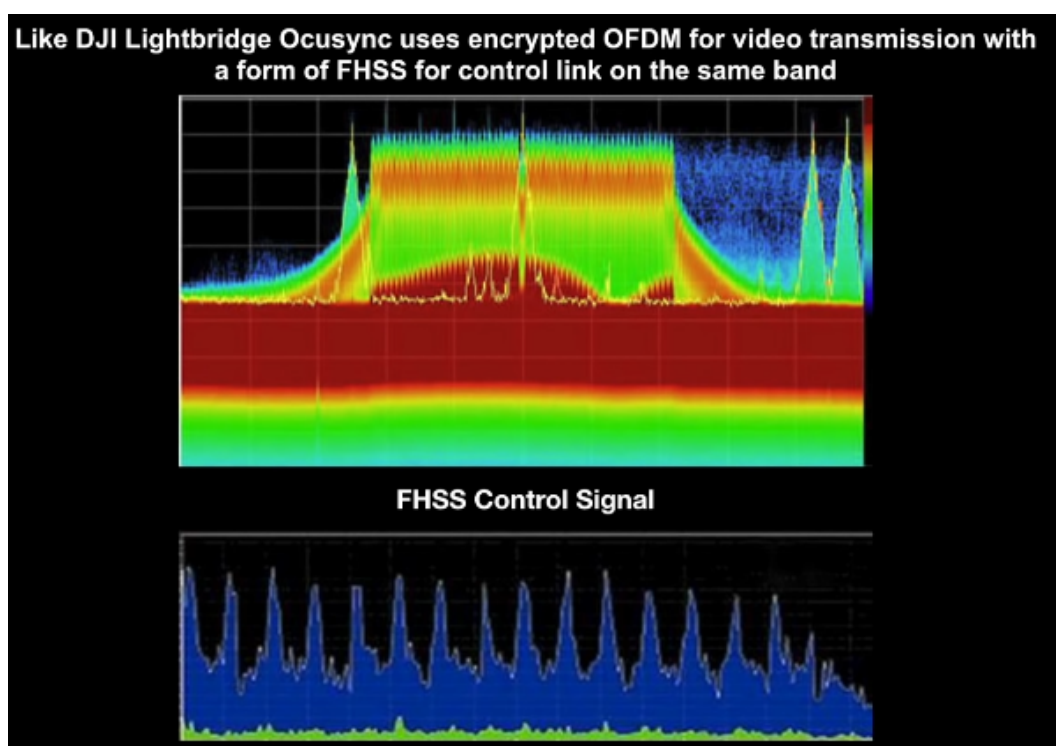 Like DJI Lightbridge Ocusync uses encrypted OFDM for video transmission with
a form of FHSS for control link on the same band
FHSS Control Signal